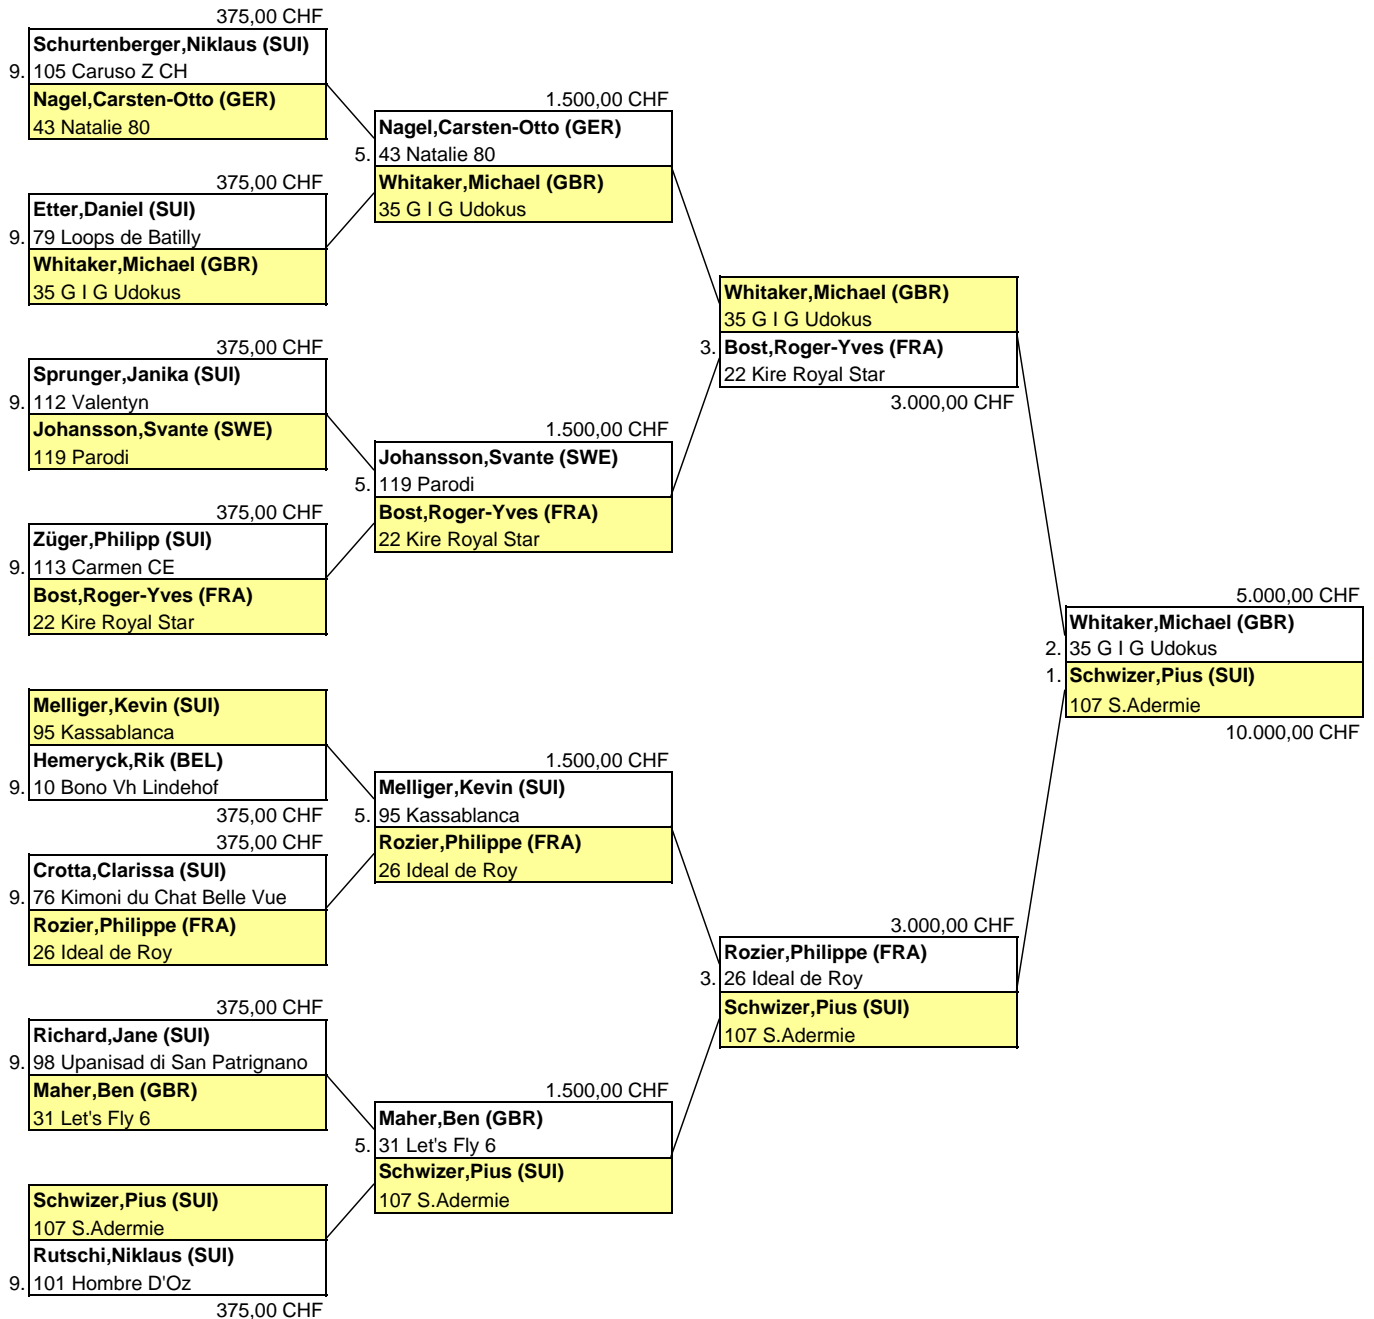 375,00 CHF
Schurtenberger,Niklaus (SUI)
9. 105 Caruso Z CH
Nagel,Carsten-Otto (GER)
43 Natalie 80
375,00 CHF
Etter,Daniel (SUI)
9. 79 Loops de Batilly
Whitaker,Michael (GBR)
35 G I G Udokus
375,00 CHF
Sprunger,Janika (SUI)
9. 112 Valentyn
Johansson,Svante (SWE)
119 Parodi
375,00 CHF
Züger,Philipp (SUI)
9. 113 Carmen CE
Bost,Roger-Yves (FRA)
22 Kire Royal Star
Melliger,Kevin (SUI)
95 Kassablanca
Hemeryck,Rik (BEL)
9. 10 Bono Vh Lindehof
375,00 CHF
375,00 CHF
Crotta,Clarissa (SUI)
9. 76 Kimoni du Chat Belle Vue
Rozier,Philippe (FRA)
26 Ideal de Roy
375,00 CHF
Richard,Jane (SUI)
9. 98 Upanisad di San Patrignano
Maher,Ben (GBR)
31 Let's Fly 6
Schwizer,Pius (SUI)
107 S.Adermie
Rutschi,Niklaus (SUI)
9. 101 Hombre D'Oz
375,00 CHF
1.500,00 CHF
Nagel,Carsten-Otto (GER)
5. 43 Natalie 80
Whitaker,Michael (GBR)
35 G I G Udokus
1.500,00 CHF
Johansson,Svante (SWE)
5. 119 Parodi
Bost,Roger-Yves (FRA)
22 Kire Royal Star
1.500,00 CHF
Melliger,Kevin (SUI)
5. 95 Kassablanca
Rozier,Philippe (FRA)
26 Ideal de Roy
1.500,00 CHF
Maher,Ben (GBR)
5. 31 Let's Fly 6
Schwizer,Pius (SUI)
107 S.Adermie
Whitaker,Michael (GBR)
35 G I G Udokus
3. Bost,Roger-Yves (FRA)
22 Kire Royal Star
3.000,00 CHF
3.000,00 CHF
Rozier,Philippe (FRA)
3. 26 Ideal de Roy
Schwizer,Pius (SUI)
107 S.Adermie
5.000,00 CHF
Whitaker,Michael (GBR)
2. 35 G I G Udokus
1. Schwizer,Pius (SUI)
107 S.Adermie
10.000,00 CHF